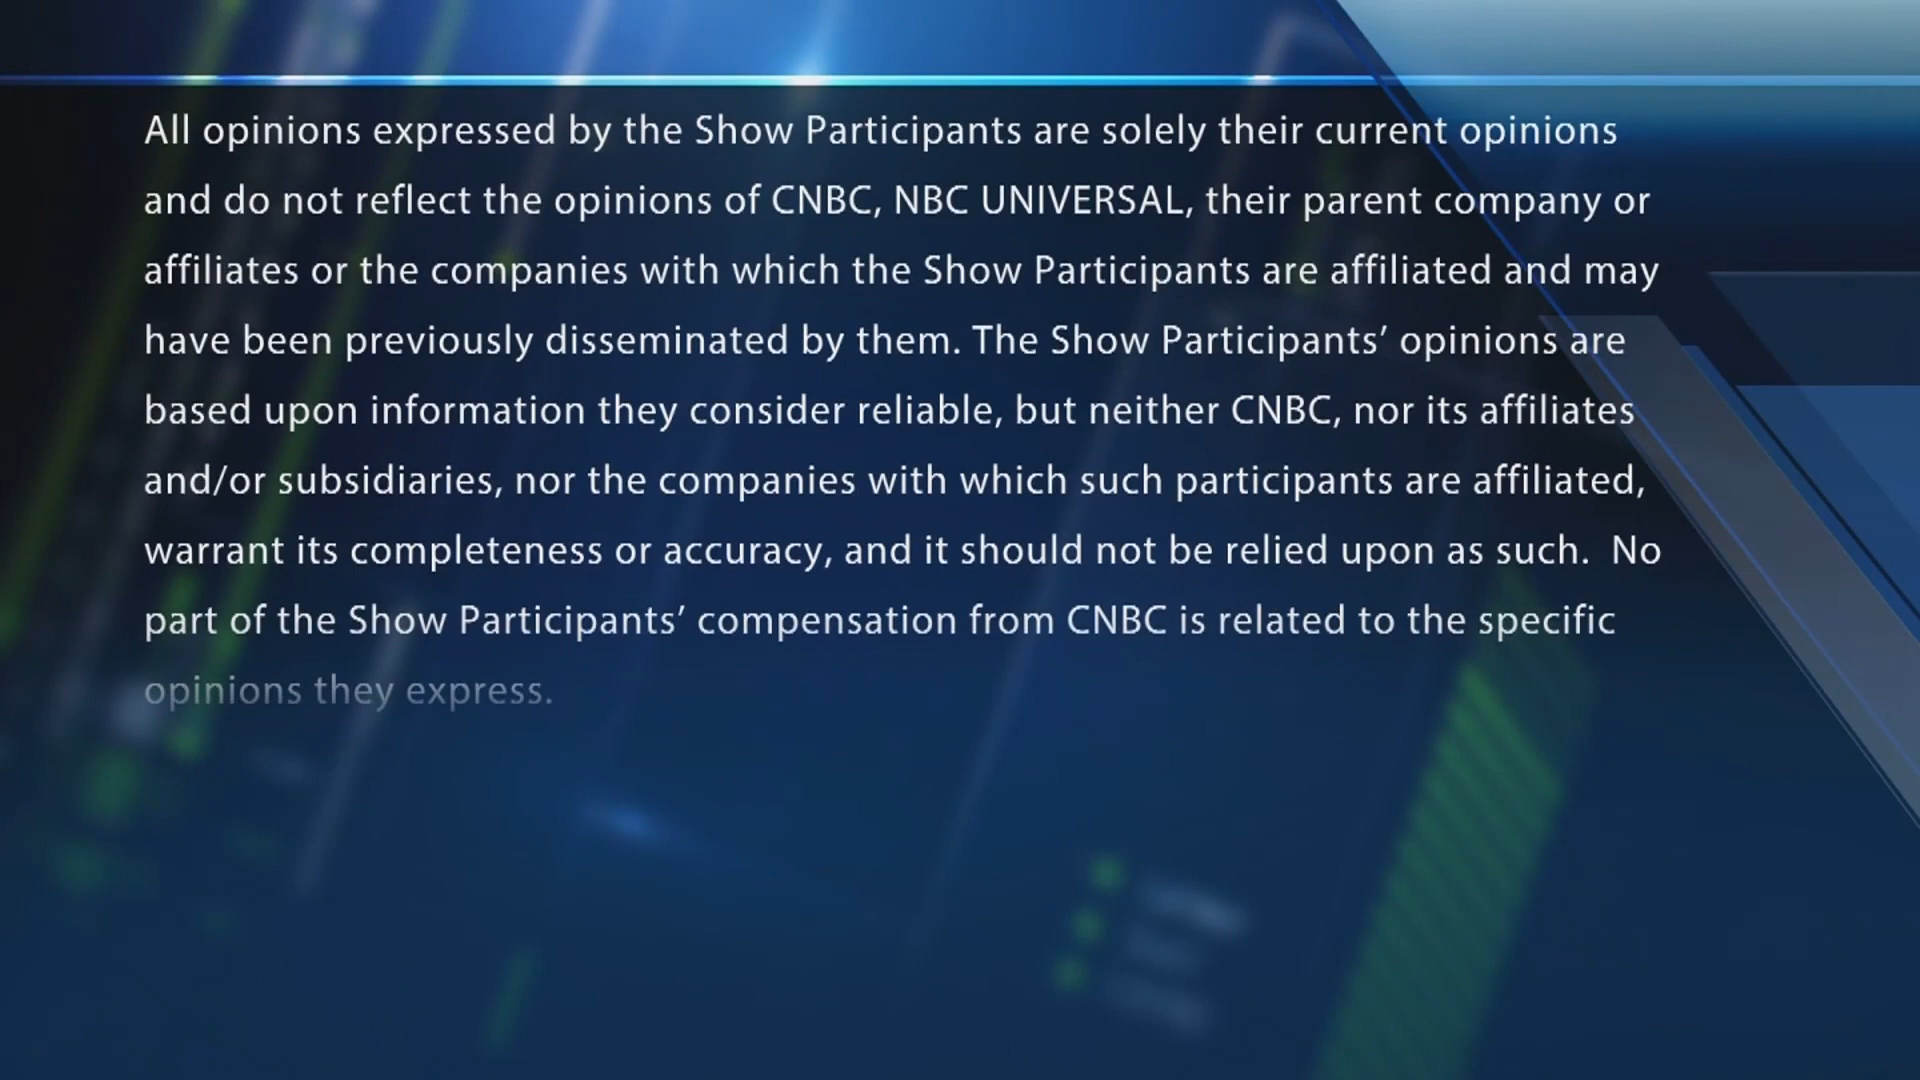 All opinions expressed by the Show Participants are solely their current opinions
and do not reflect the opinions of CNBC, NBC UNIVERSAL, their parent company or
affiliates or the companies with which the Show Participants are affiliated and may
have been previously disseminated by them. The Show Participants’ opinions are
based upon information they consider reliable, but neither CNBC, nor its affiliates
and/or subsidiaries, nor the companies with which such participants are affiliated,
warrant its completeness or accuracy, and it should not be relied upon as such.  No
part of the Show Participants’ compensation from CNBC is related to the specific
opinions they express.